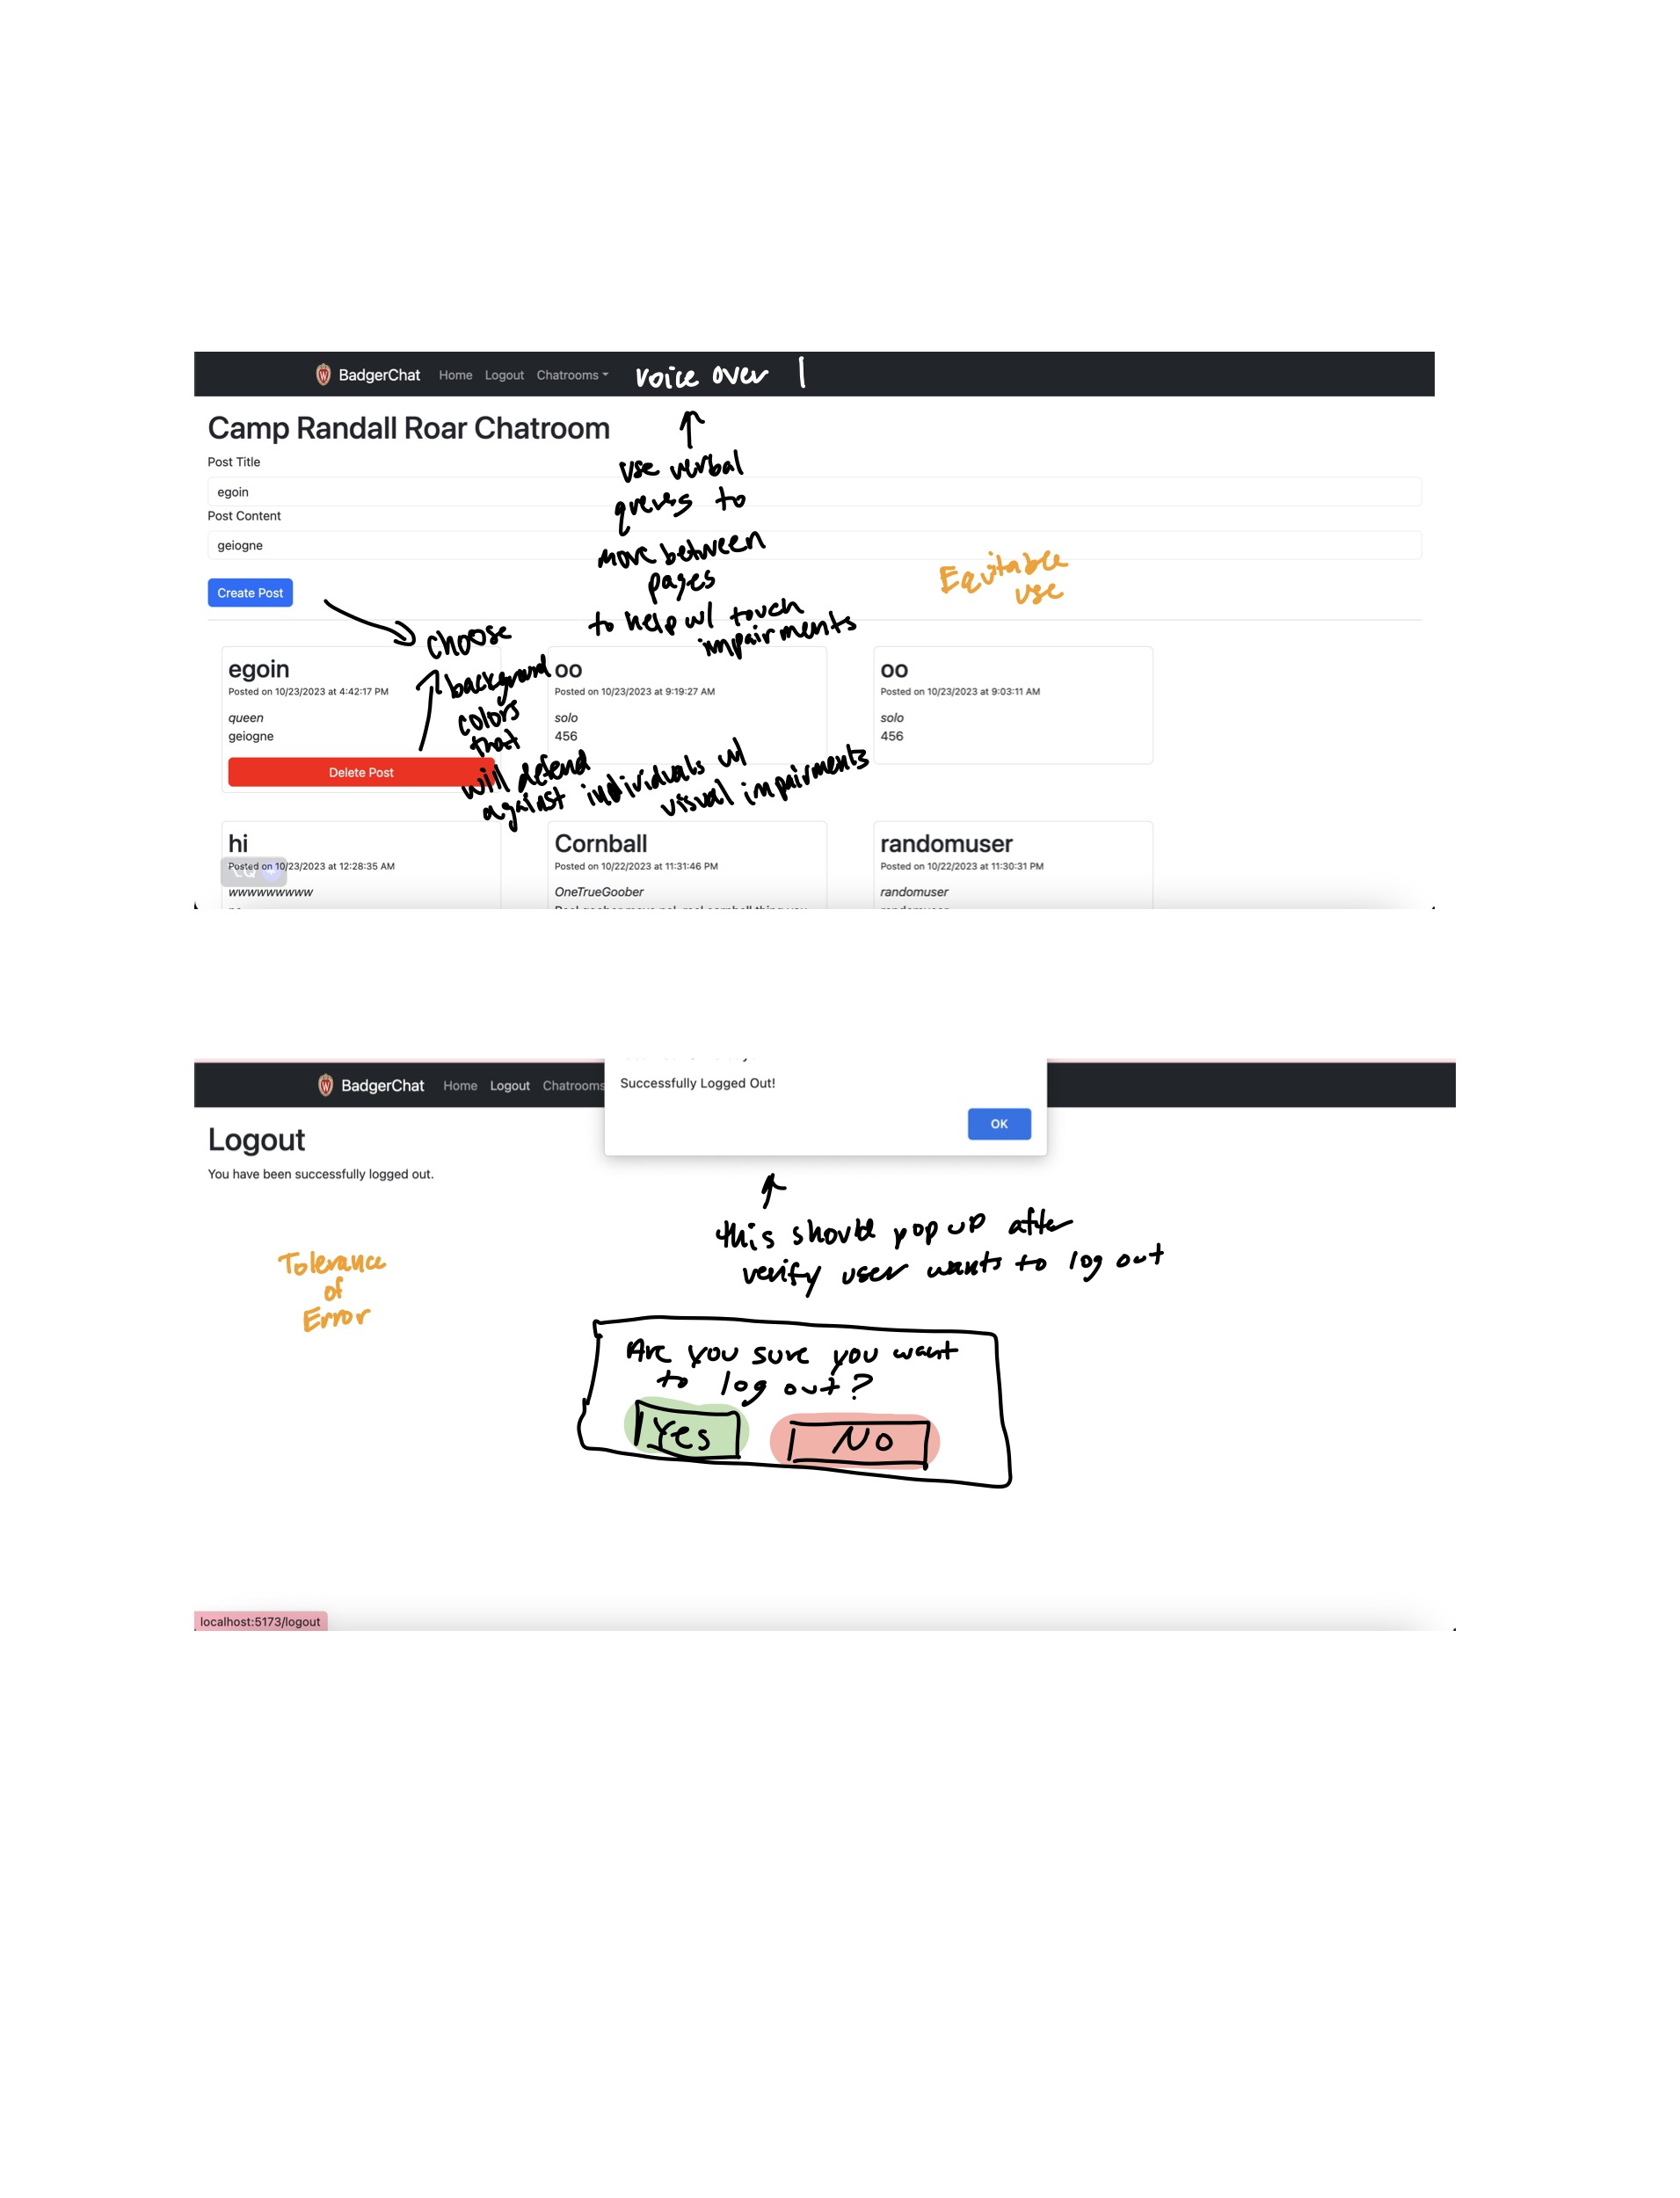 BadgerChat Home Logout Chatrooms voice over |
Camp Randall Roar Chatroom
Post Title
egoin
Post Content
geiogne
Create Post
use verbal
queues to
move between
pages
to help w/ touch
impairments
Equitable
use
choose
background
colors
that
will defend
against individuals w/
visual impairments
egoin
Posted on 10/23/2023 at 4:42:17 PM
queen
geiogne
Delete Post
oo
Posted on 10/23/2023 at 9:19:27 AM
solo
456
oo
Posted on 10/23/2023 at 9:03:11 AM
solo
456
hi
Posted on 10/23/2023 at 12:28:35 AM
wwwwwwwww
Cornball
Posted on 10/22/2023 at 11:31:46 PM
OneTrueGoober
randomuser
Posted on 10/22/2023 at 11:30:31 PM
randomuser
BadgerChat Home Logout Chatrooms
Successfully Logged Out!
OK
Logout
You have been successfully logged out.
this should pop up after
verify user wants to log out
Tolerance
of
Error
Are you sure you want
to log out?
Yes No
localhost:5173/logout